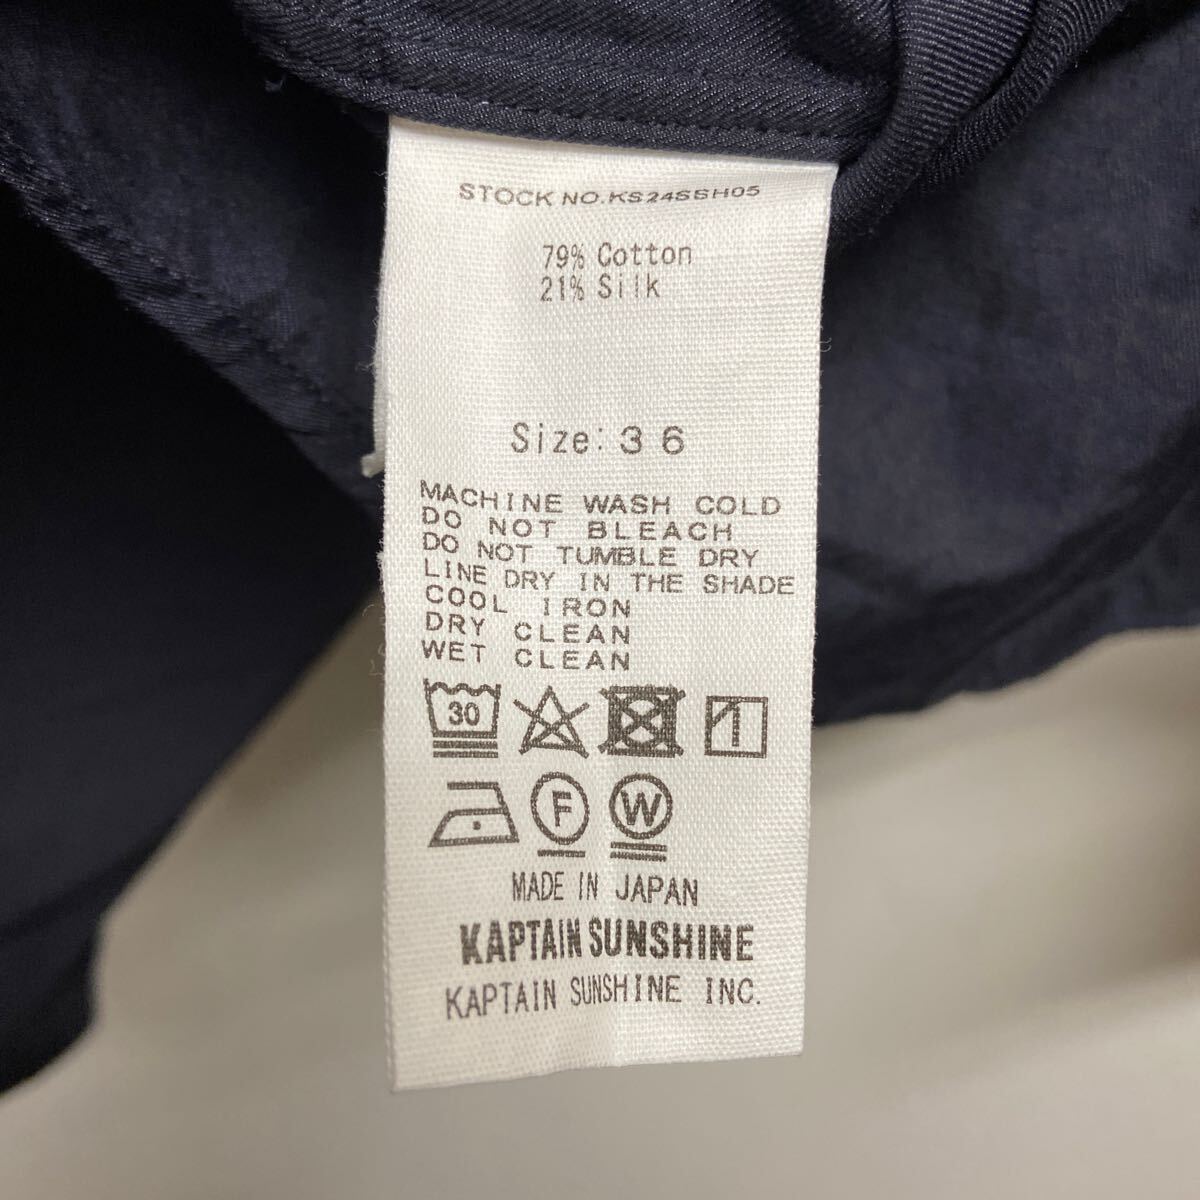 STOCK NO.KS24SSH05
79% Cotton
21% Silk
Size: 36
MACHINE WASH COLD
DO NOT BLEACH
DO NOT TUMBLE DRY
LINE DRY IN THE SHADE
COOL IRON
DRY CLEAN
WET CLEAN
30
F W
MADE IN JAPAN
KAPTAIN SUNSHINE
KAPTAIN SUNSHINE INC.